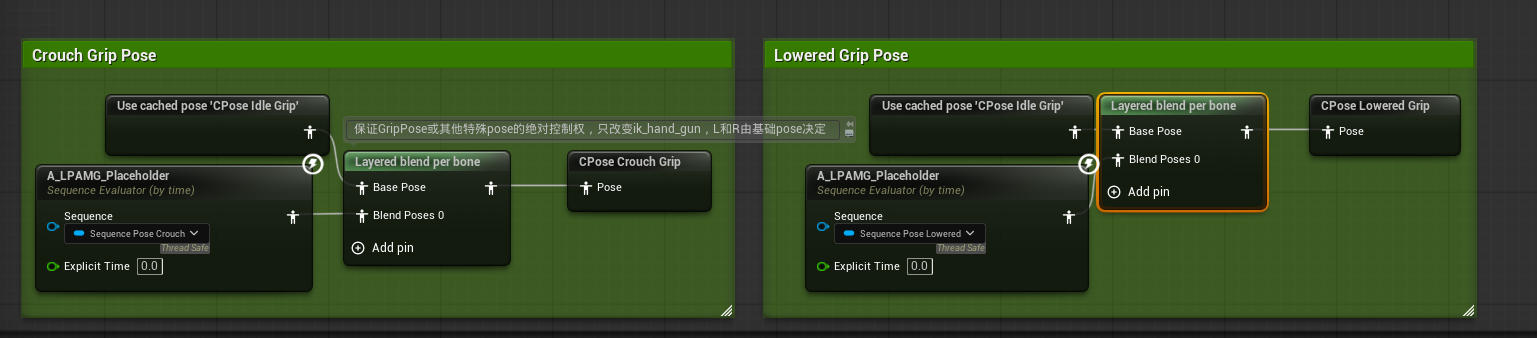 Crouch Grip Pose
Use cached pose 'CPose Idle Grip'
保证GripPose或其他特殊pose的绝对控制权，只改变ik_hand_gun，L和R由基础pose决定
A_LPAMG_Placeholder
Sequence Evaluator (by time)
Sequence
Sequence Pose Crouch
Thread Safe
Explicit Time 0.0
Layered blend per bone
Base Pose
Blend Poses 0
Add pin
CPose Crouch Grip
Pose
Lowered Grip Pose
Use cached pose 'CPose Idle Grip'
A_LPAMG_Placeholder
Sequence Evaluator (by time)
Sequence
Sequence Pose Lowered
Thread Safe
Explicit Time 0.0
Layered blend per bone
Base Pose
Blend Poses 0
Add pin
CPose Lowered Grip
Pose